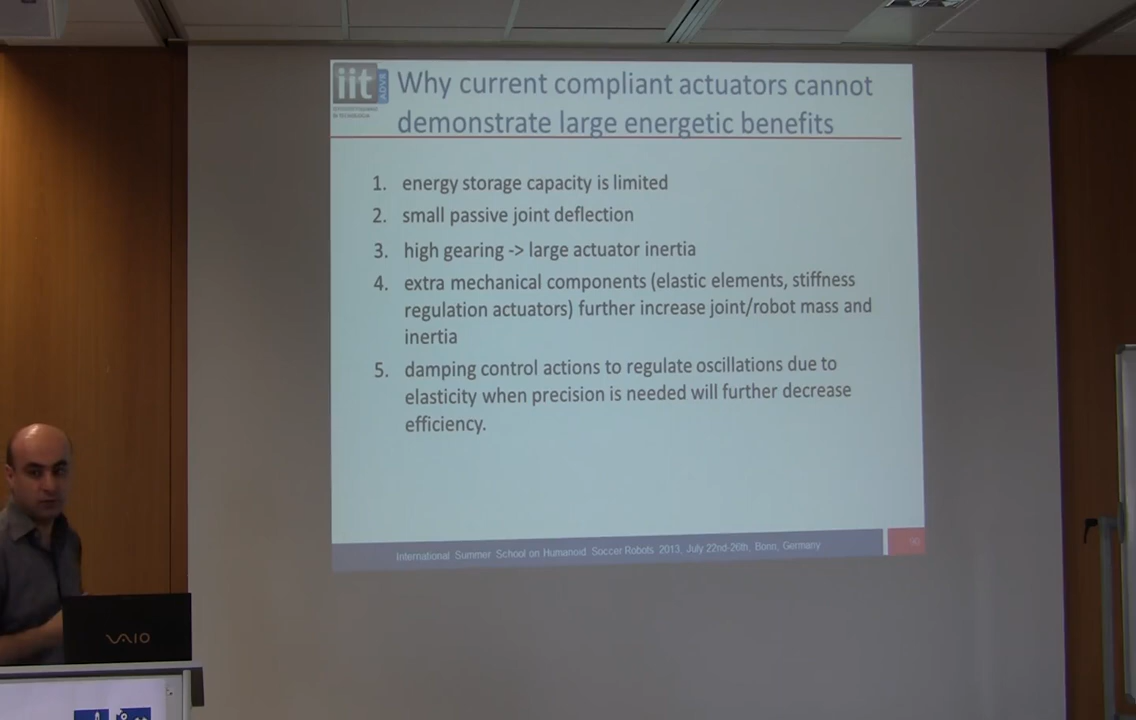 iit
ADVR
Why current compliant actuators cannot
demonstrate large energetic benefits
1. energy storage capacity is limited
2. small passive joint deflection
3. high gearing -> large actuator inertia
4. extra mechanical components (elastic elements, stiffness
regulation actuators) further increase joint/robot mass and
inertia
5. damping control actions to regulate oscillations due to
elasticity when precision is needed will further decrease
efficiency.
International Summer School on Humanoid Soccer Robots 2013, July 22nd-26th, Bonn, Germany
90
VAIO